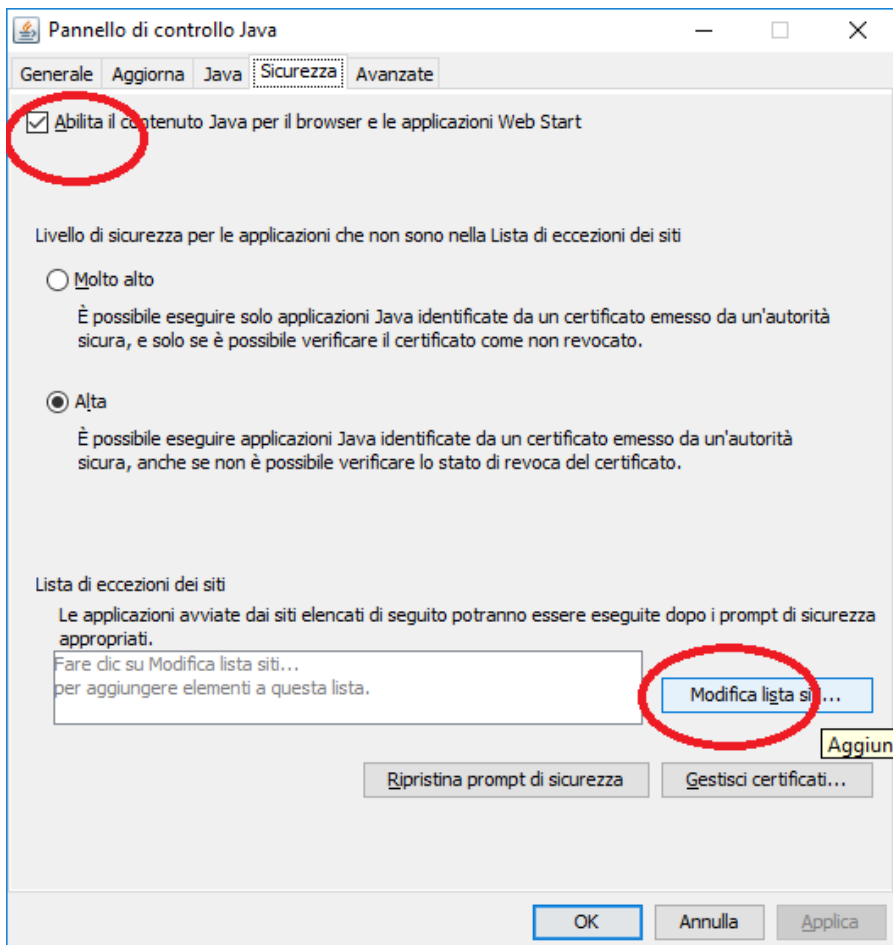 Pannello di controllo Java
Generale Aggiorna Java Sicurezza Avanzate
Abilita il contenuto Java per il browser e le applicazioni Web Start
Livello di sicurezza per le applicazioni che non sono nella Lista di eccezioni dei siti
Molto alto
È possibile eseguire solo applicazioni Java identificate da un certificato emesso da un'autorità
sicura, e solo se è possibile verificare il certificato come non revocato.
Alta
È possibile eseguire applicazioni Java identificate da un certificato emesso da un'autorità
sicura, anche se non è possibile verificare lo stato di revoca del certificato.
Lista di eccezioni dei siti
Le applicazioni avviate dai siti elencati di seguito potranno essere eseguite dopo i prompt di sicurezza
appropriati.
Fare clic su Modifica lista siti...
per aggiungere elementi a questa lista.
Modifica lista siti...
Aggiun
Ripristina prompt di sicurezza Gestisci certificati...
OK Annulla Applica